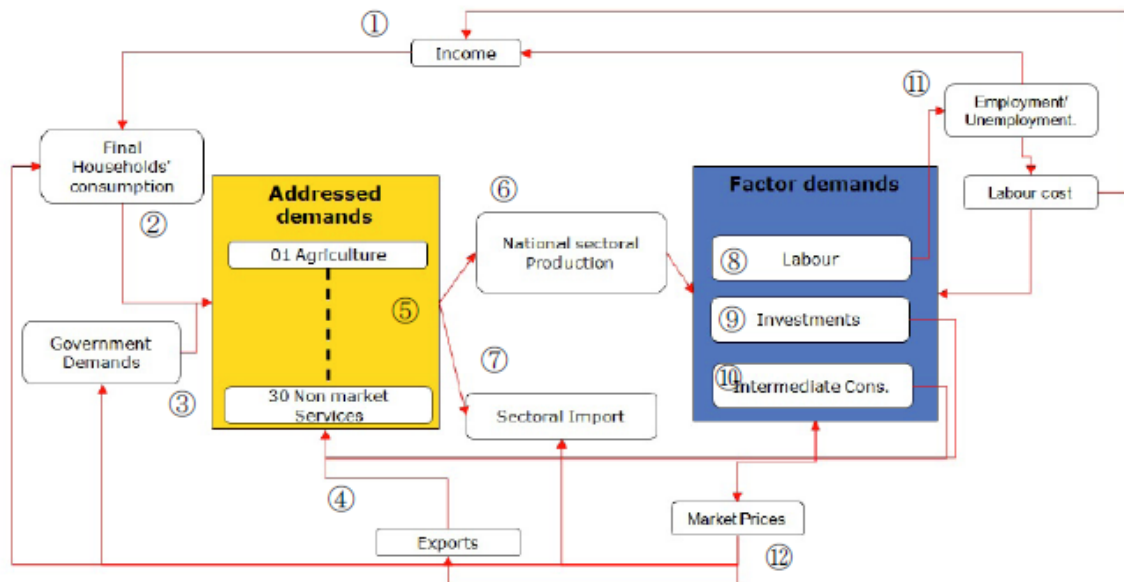 ①
Income
⑪
Employment/
Unemployment.
Final
Households'
consumption
②
Addressed
demands
⑥
Factor demands
Labour cost
01 Agriculture
National sectoral
Production
⑧
Labour
⑤
⑨
Investments
Government
Demands
⑦
⑩
Intermediate Cons.
③
30 Non market
Services
Sectoral Import
④
Market Prices
Exports
⑫